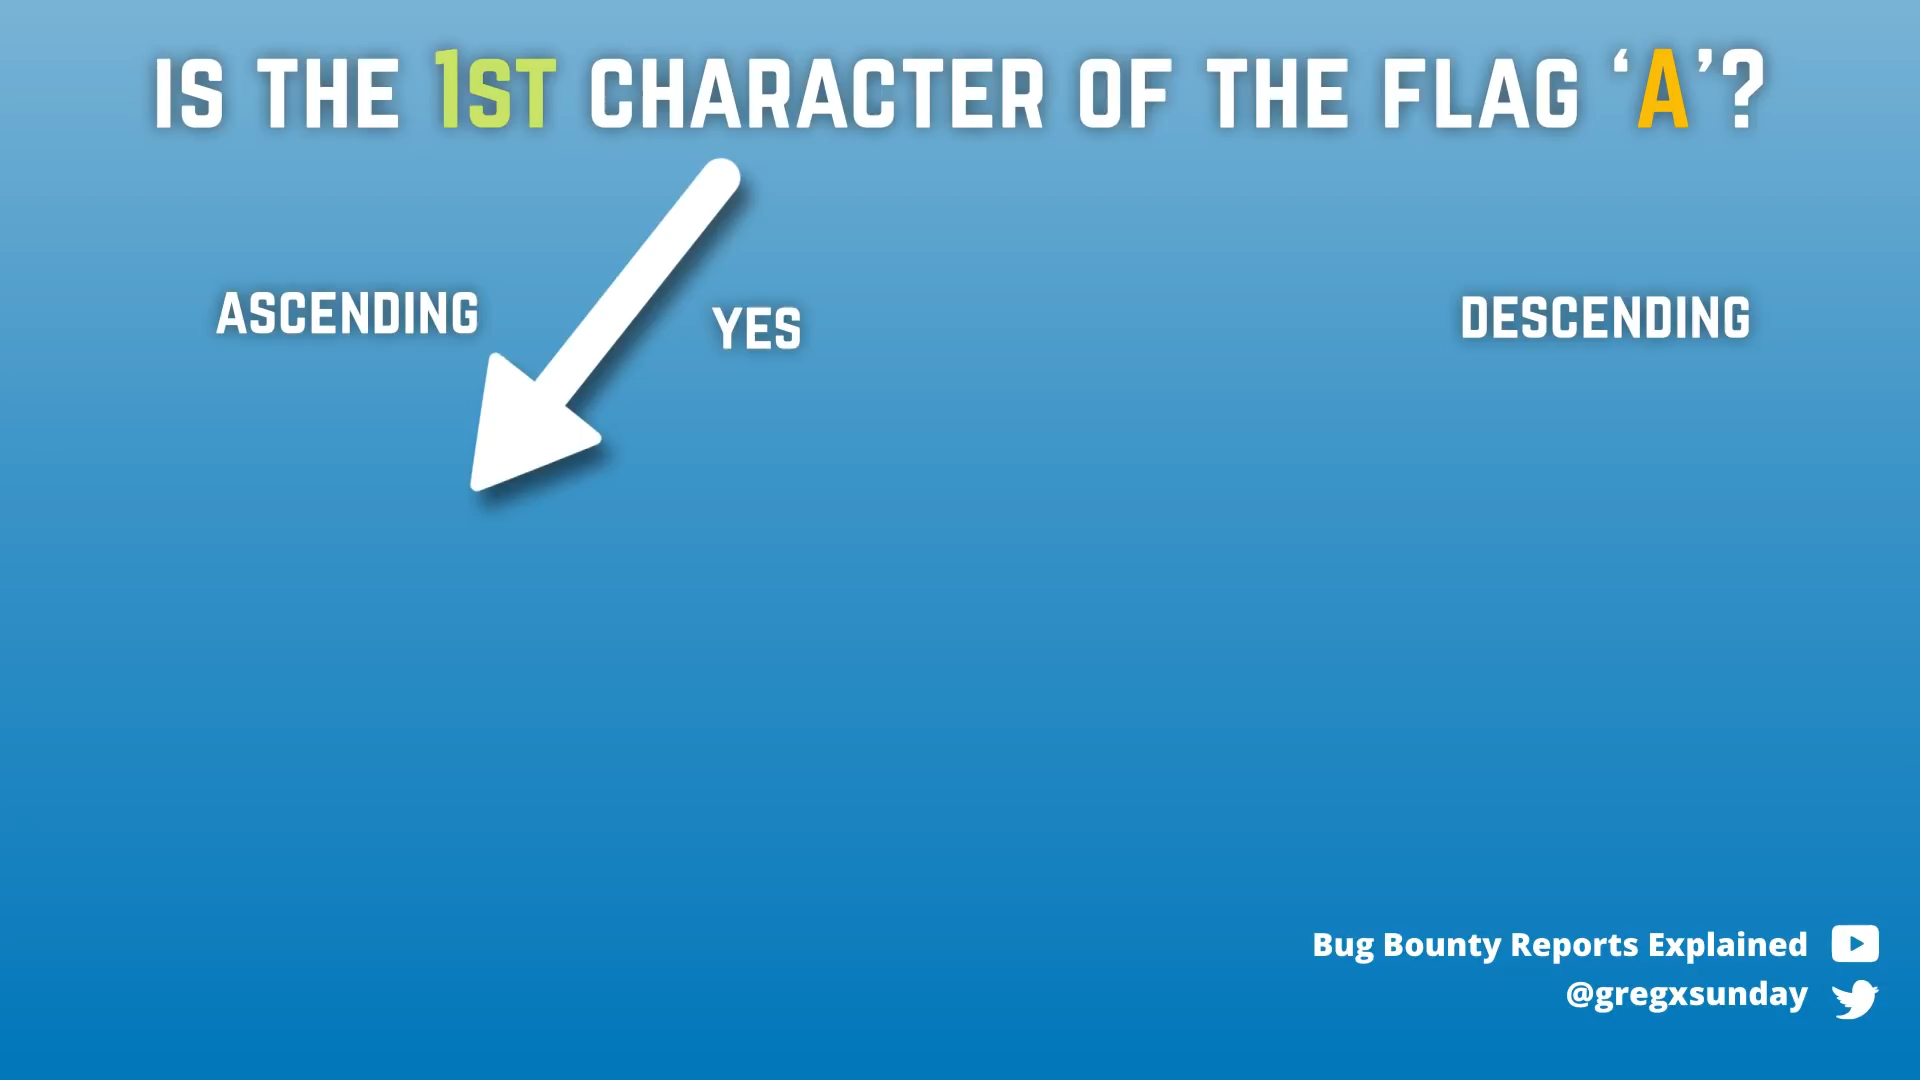 IS THE 1ST CHARACTER OF THE FLAG ‘A’?
ASCENDING
YES
DESCENDING
Bug Bounty Reports Explained
@gregxsunday